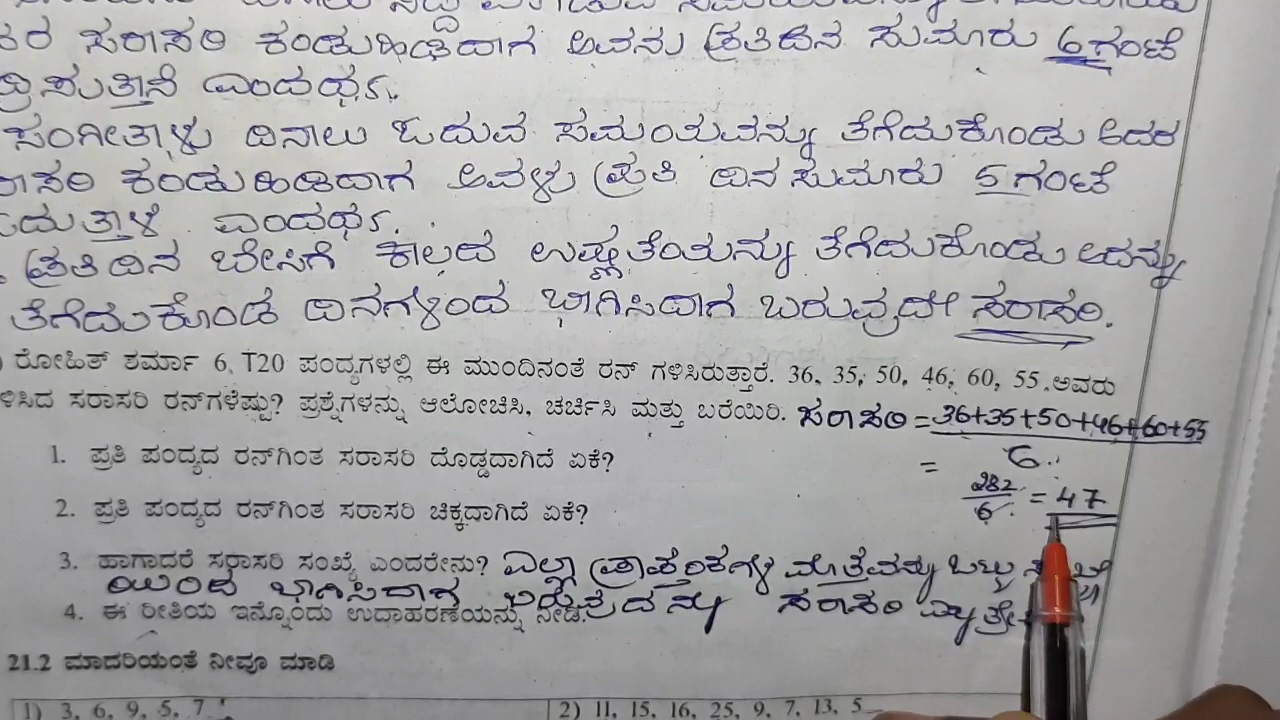 ಸರಾಸರಿ ಕಂಡುಹಿಡಿದಾಗ ಅವನು ಪ್ರತಿದಿನ ಸುಮಾರು 6 ಗಂಟೆ
ಎಂದರ್ಥ.
ಸಂಗೀತಾಳು ದಿನಾಲು ಓದುವ ಸಮಯವನ್ನು ತೆಗೆದುಕೊಂಡು ಅದರ
ಕಂಡುಹಿಡಿದಾಗ ಅವಳು ಪ್ರತಿ ದಿನ ಸುಮಾರು 5 ಗಂಟೆ
ಎಂದರ್ಥ.
ಪ್ರತಿದಿನ ಬೇಸಿಗೆ ಕಾಲದ ಉಷ್ಣತೆಯನ್ನು ತೆಗೆದುಕೊಂಡು ಅದನ್ನು
ತೆಗೆದುಕೊಂಡ ದಿನಗಳಿಂದ ಭಾಗಿಸಿದಾಗ ಬರುವುದೇ ಸರಾಸರಿ.
ರೋಹಿತ್ ಶರ್ಮಾ 6, T20 ಪಂದ್ಯಗಳಲ್ಲಿ ಈ ಮುಂದಿನಂತೆ ರನ್ ಗಳಿಸಿರುತ್ತಾರೆ. 36, 35, 50, 46, 60, 55 .ಅವರು
ಳಿಸಿದ ಸರಾಸರಿ ರನ್‌ಗಳೆಷ್ಟು? ಪ್ರಶ್ನೆಗಳನ್ನು ಆಲೋಚಿಸಿ, ಚರ್ಚಿಸಿ ಮತ್ತು ಬರೆಯಿರಿ. ಸರಾಸರಿ = 36+35+50+46+60+55
6
1. ಪ್ರತಿ ಪಂದ್ಯದ ರನ್‌ಗಿಂತ ಸರಾಸರಿ ದೊಡ್ಡದಾಗಿದೆ ಏಕೆ?
= 282/6 = 47
2. ಪ್ರತಿ ಪಂದ್ಯದ ರನ್‌ಗಿಂತ ಸರಾಸರಿ ಚಿಕ್ಕದಾಗಿದೆ ಏಕೆ?
3. ಹಾಗಾದರೆ ಸರಾಸರಿ ಸಂಖ್ಯೆ ಎಂದರೇನು? ಎಲ್ಲಾ ಪ್ರಾಪ್ತಾಂಕಗಳ ಮೊತ್ತವನ್ನು ಒಟ್ಟು
ಯಿಂದ ಭಾಗಿಸಿದಾಗ ಸರಾಸರಿ
4. ಈ ರೀತಿಯ ಇನ್ನೊಂದು ಉದಾಹರಣೆಯನ್ನು ನೀಡಿ.
21.2 ಮಾದರಿಯಂತೆ ನೀವೂ ಮಾಡಿ
1) 3, 6, 9, 5, 7
2) 11, 15, 16, 25, 9, 7, 13, 5